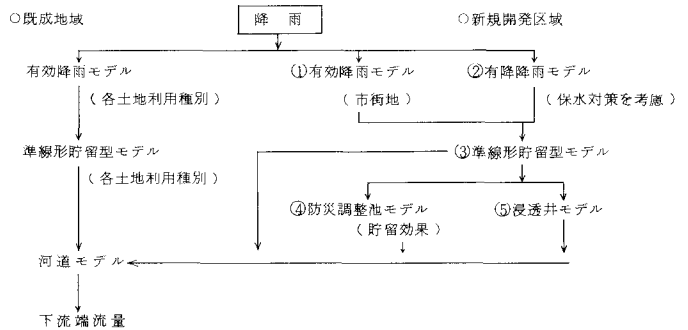 ○既成地域
降雨
○新規開発区域
有効降雨モデル
①有効降雨モデル
②有降降雨モデル
(各土地利用種別)
(市街地)
(保水対策を考慮)
準線形貯留型モデル
③準線形貯留型モデル
(各土地利用種別)
④防災調整池モデル
⑤浸透井モデル
(貯留効果)
河道モデル
下流端流量